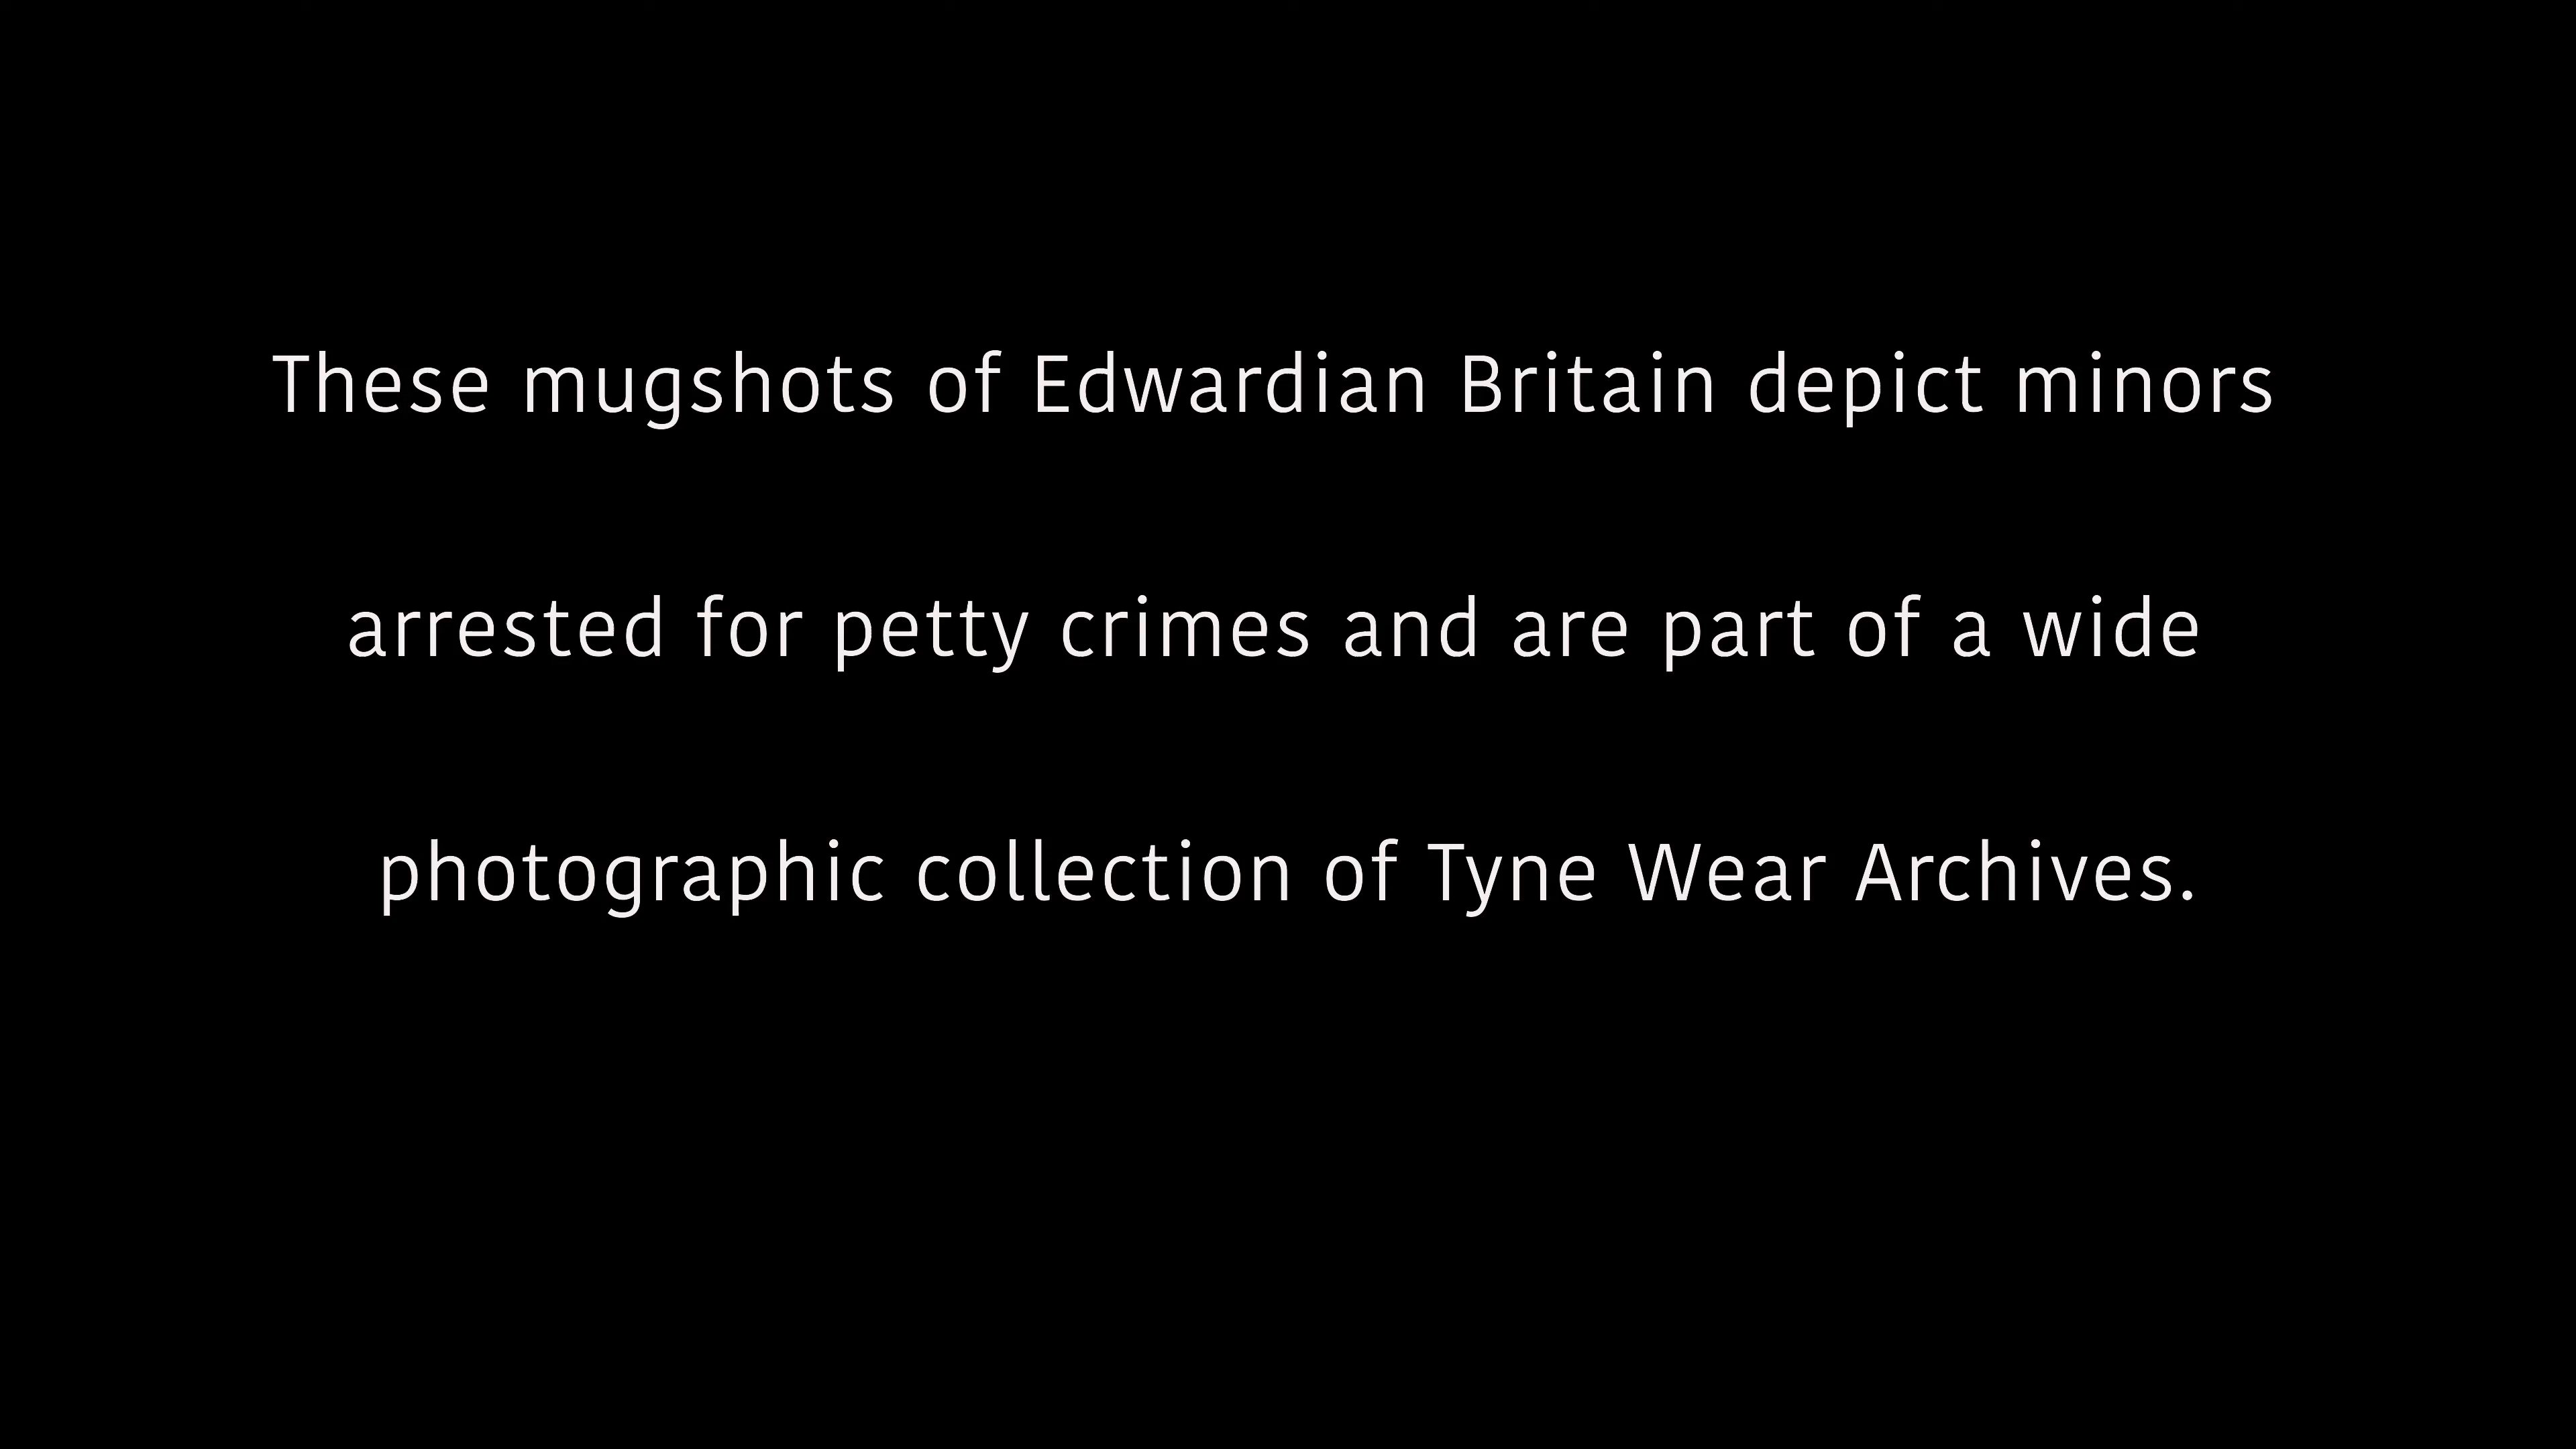 These mugshots of Edwardian Britain depict minors
arrested for petty crimes and are part of a wide
photographic collection of Tyne Wear Archives.